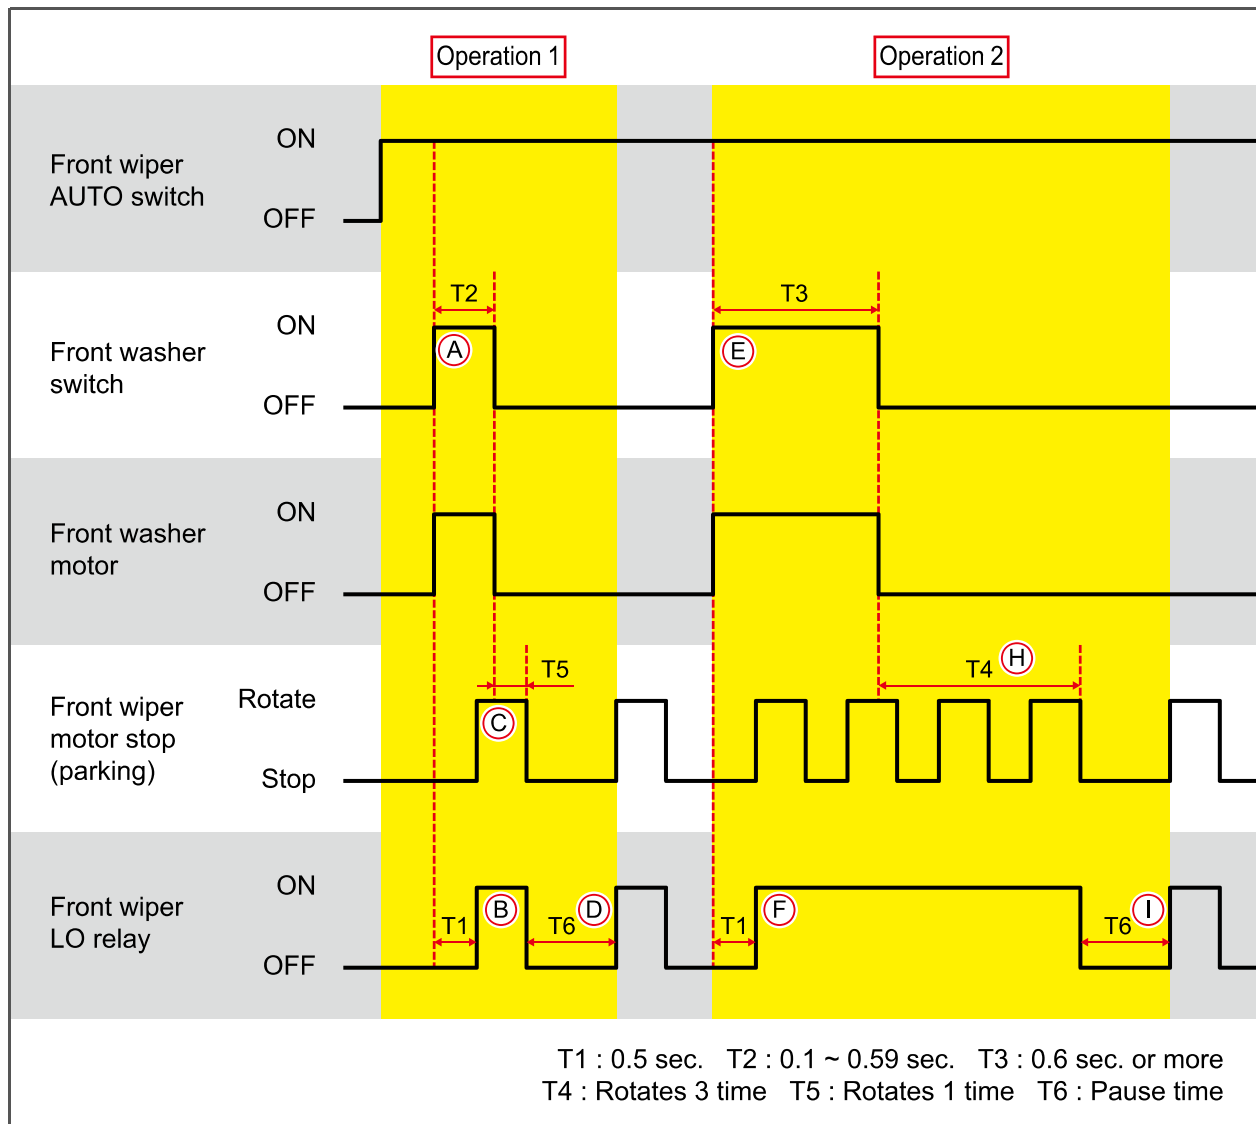 Operation 1
Operation 2
Front wiper
AUTO switch
ON
OFF
Front washer
switch
ON
OFF
T2
A
T3
E
Front washer
motor
ON
OFF
Front wiper
motor stop
(parking)
Rotate
Stop
T5
C
T4
H
Front wiper
LO relay
ON
OFF
T1
B
T6
D
T1
F
T6
I
T1 : 0.5 sec. T2 : 0.1 ~ 0.59 sec. T3 : 0.6 sec. or more
T4 : Rotates 3 time T5 : Rotates 1 time T6 : Pause time